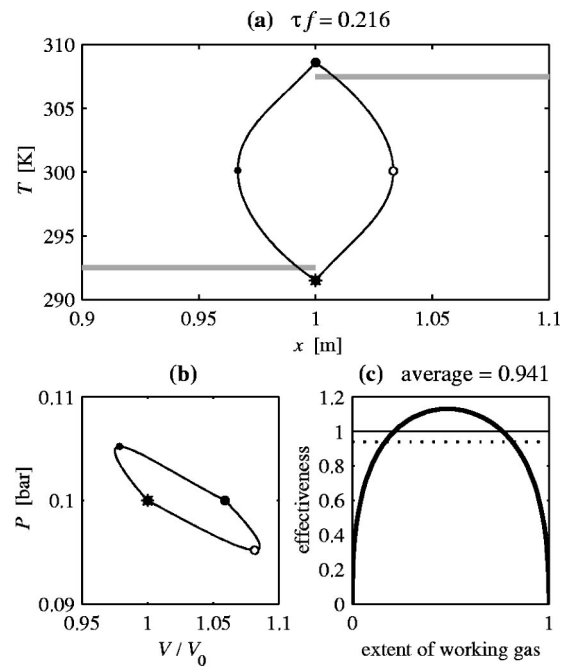 (a) τf = 0.216
310
305
300
295
290
T [K]
0.9 0.95 1 1.05 1.1
x [m]
(b)
0.11
0.1
0.09
P [bar]
0.95 1 1.05 1.1
V / V₀
(c) average = 0.941
1.2
1
0.8
0.6
0.4
0.2
0
effectiveness
0 1
extent of working gas